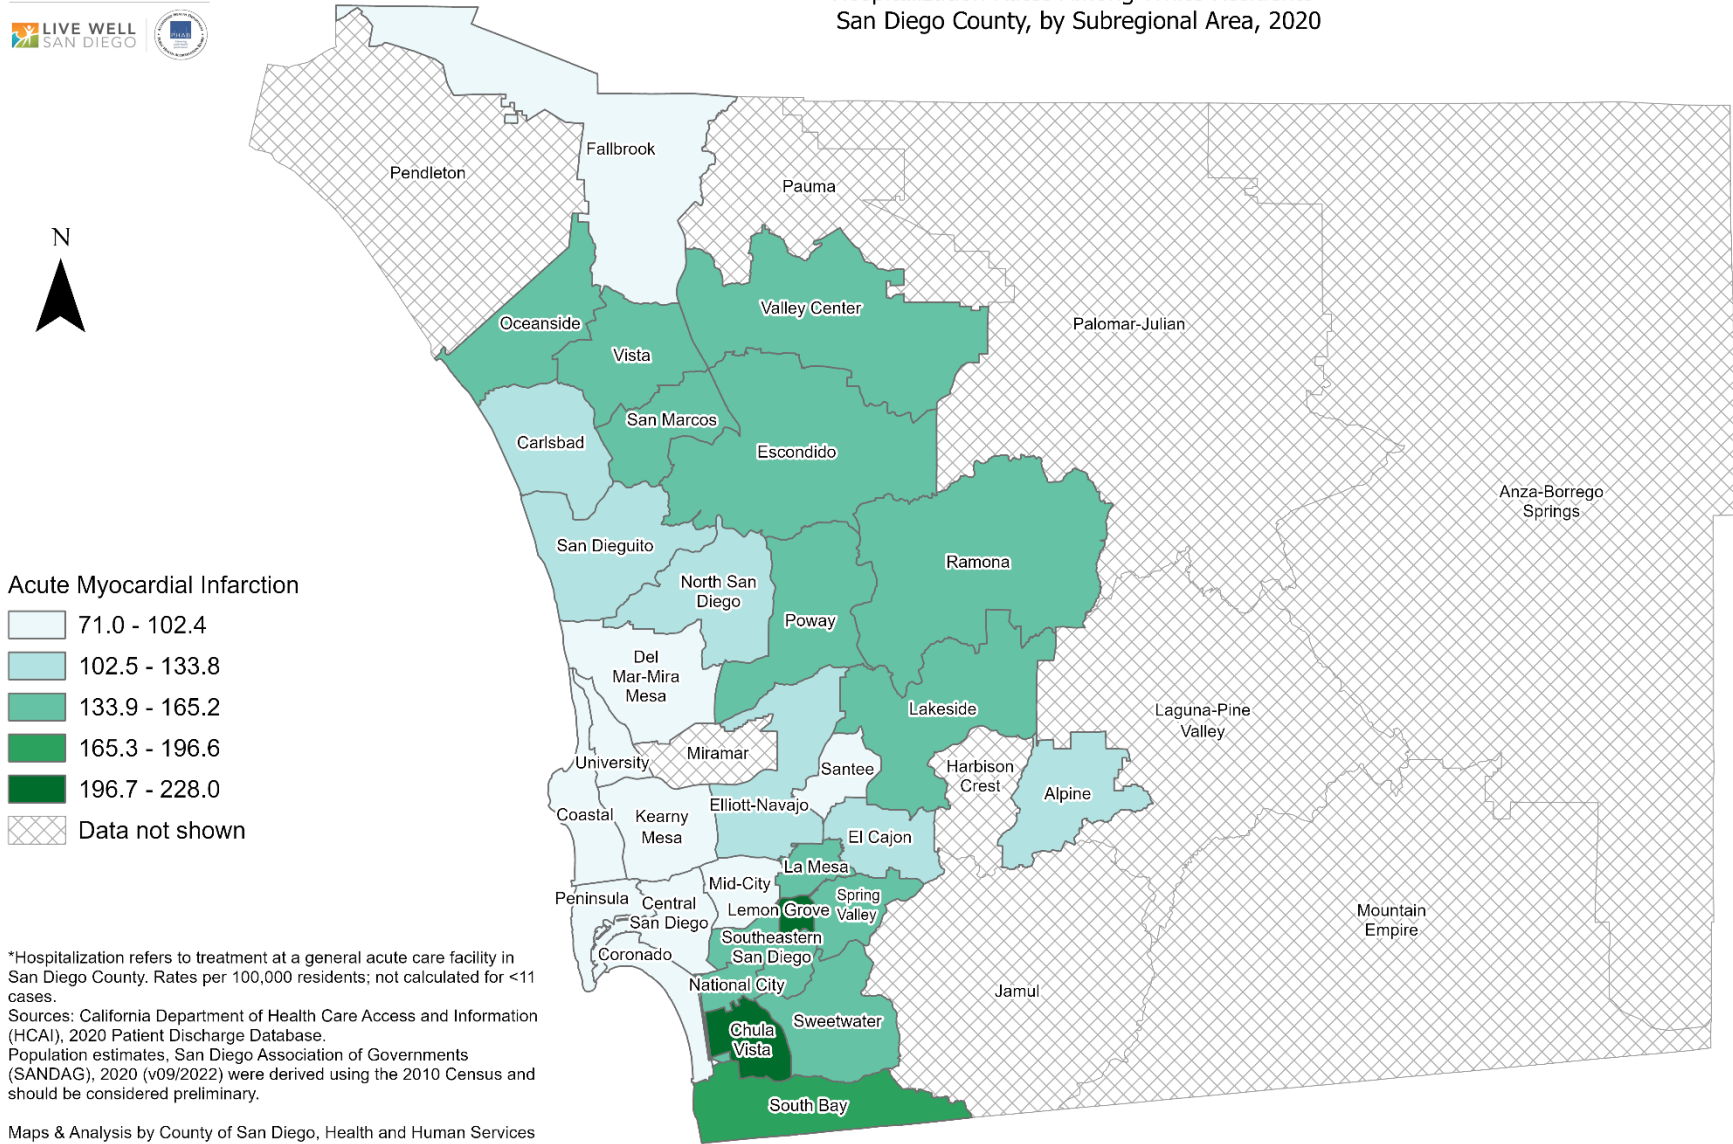 LIVE WELL
SAN DIEGO
PHAB
San Diego County, by Subregional Area, 2020
N
Fallbrook
Pendleton
Pauma
Valley Center
Oceanside
Palomar-Julian
Vista
San Marcos
Carlsbad
Escondido
Anza-Borrego
Springs
San Dieguito
Ramona
North San
Diego
Poway
Del
Mar-Mira
Mesa
Lakeside
Laguna-Pine
Valley
Miramar
University
Santee
Harbison
Crest
Alpine
Elliott-Navajo
Coastal
Kearny
Mesa
El Cajon
La Mesa
Mid-City
Peninsula
Central
San Diego
Spring
Valley
Lemon Grove
Mountain
Empire
Southeastern
San Diego
Coronado
National City
Jamul
Sweetwater
Chula
Vista
South Bay
Acute Myocardial Infarction
71.0 - 102.4
102.5 - 133.8
133.9 - 165.2
165.3 - 196.6
196.7 - 228.0
Data not shown
*Hospitalization refers to treatment at a general acute care facility in
San Diego County. Rates per 100,000 residents; not calculated for <11
cases.
Sources: California Department of Health Care Access and Information
(HCAI), 2020 Patient Discharge Database.
Population estimates, San Diego Association of Governments
(SANDAG), 2020 (v09/2022) were derived using the 2010 Census and
should be considered preliminary.
Maps & Analysis by County of San Diego, Health and Human Services